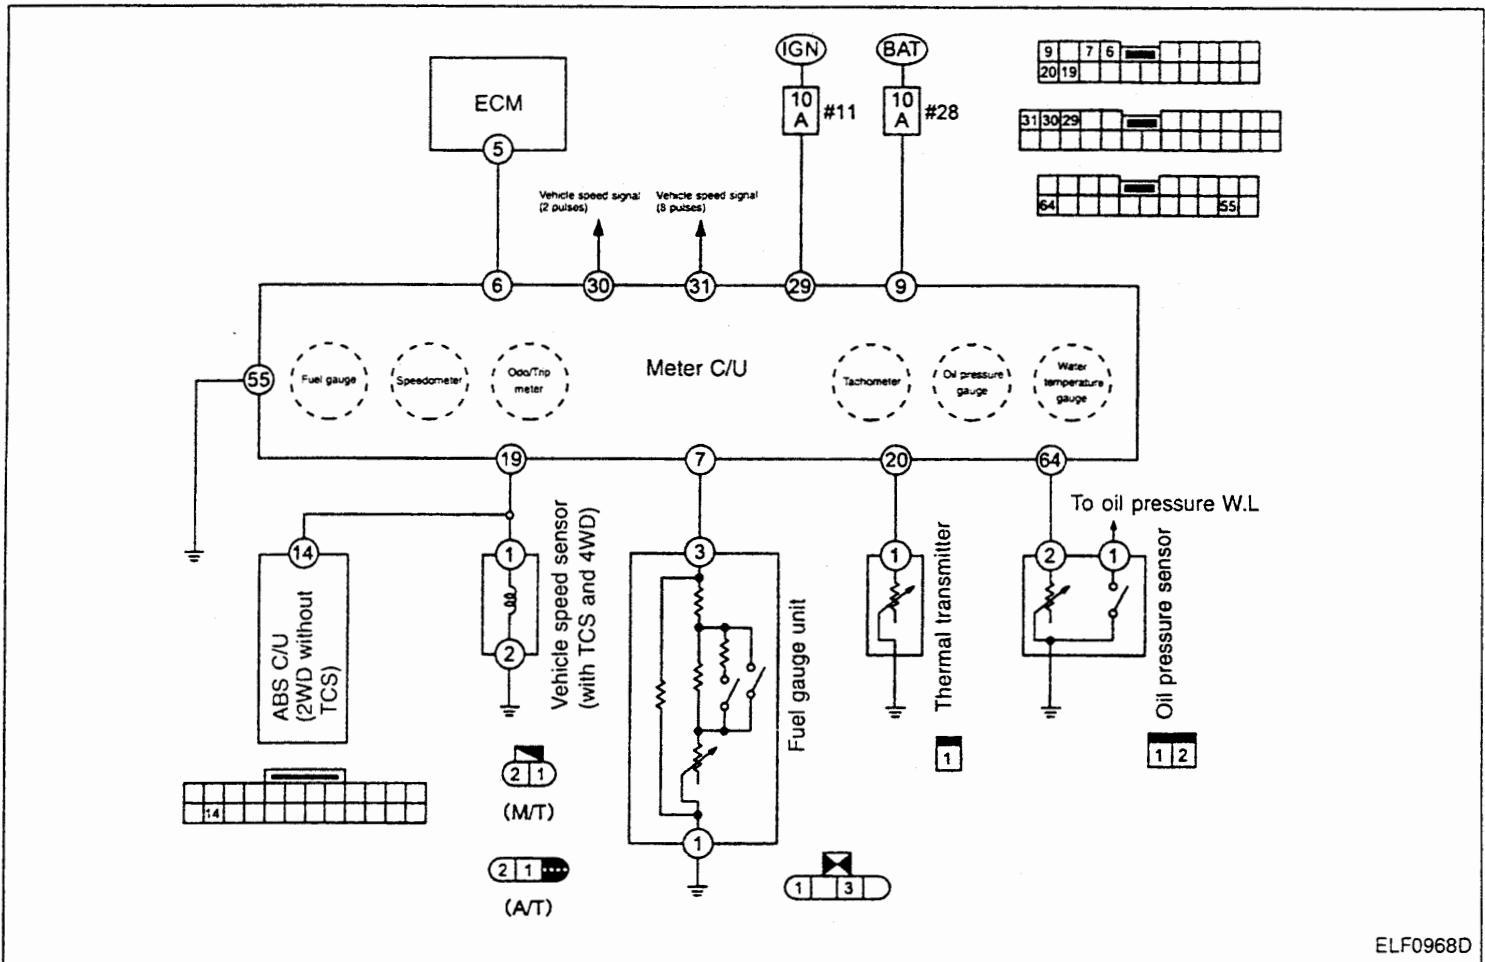 IGN
BAT
ECM
10
A
#11
10
A
#28
9 7 6
20 19
31 30 29
64 55
5
Vehicle speed signal
(2 pulses)
Vehicle speed signal
(8 pulses)
6
30
31
29
9
55
Fuel gauge
Speedometer
Odo/Trip
meter
Meter C/U
Tachometer
Oil pressure
gauge
Water
temperature
gauge
19
7
20
64
To oil pressure W.L
14
ABS C/U
(2WD without
TCS)
1
2
Vehicle speed sensor
(with TCS and 4WD)
3
1
Fuel gauge unit
1
Thermal transmitter
2
1
Oil pressure sensor
14
2 1
(M/T)
2 1
(A/T)
1 3
1
1 2
ELF0968D